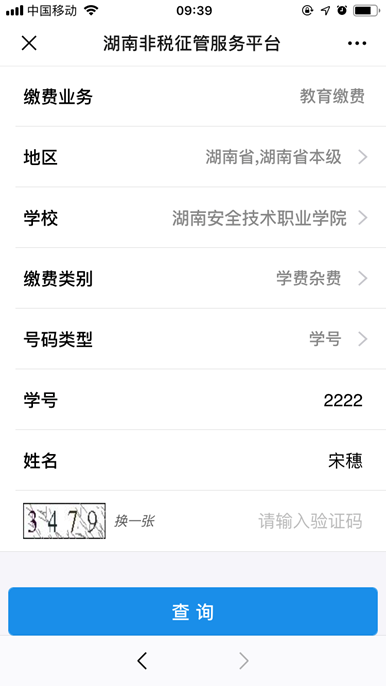 中国移动 09:39
湖南非税征管服务平台
缴费业务 教育缴费
地区 湖南省,湖南省本级
学校 湖南安全技术职业学院
缴费类别 学费杂费
号码类型 学号
学号 2222
姓名 宋穗
3479 换一张 请输入验证码
查询